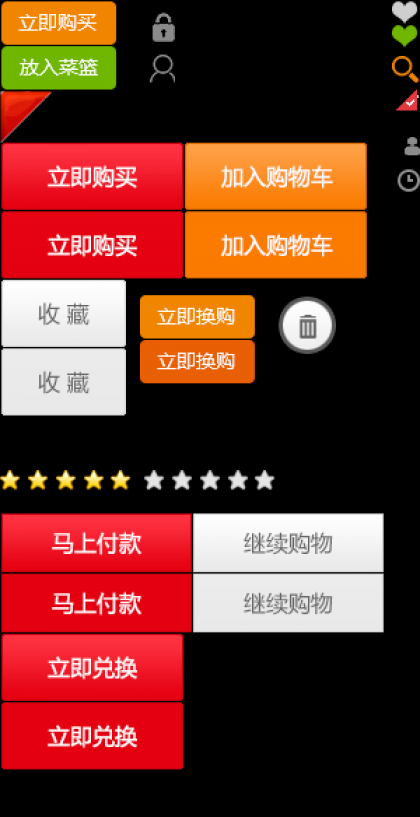 立即购买
放入菜篮
立即购买
加入购物车
立即购买
加入购物车
收 藏
立即换购
立即换购
收 藏
马上付款
继续购物
马上付款
继续购物
立即兑换
立即兑换